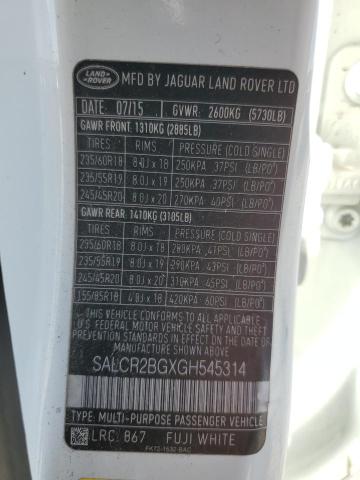 LAND ROVER
MFD BY JAGUAR LAND ROVER LTD
DATE: 07/15 GVWR: 2600KG (5730LB)
GAWR FRONT: 1310KG (2885LB)
TIRES RIMS PRESSURE (COLD SINGLE)
235/60R18 8.0J x 18 250KPA 37PSI (LB/PO²)
235/55R19 8.0J x 19 250KPA 37PSI (LB/PO²)
245/45R20 8.0J x 20 270KPA 40PSI (LB/PO²)
GAWR REAR: 1410KG (3105LB)
TIRES RIMS PRESSURE (COLD SINGLE)
235/60R18 8.0J x 18 280KPA 41PSI (LB/PO²)
235/55R19 8.0J x 19 290KPA 43PSI (LB/PO²)
245/45R20 8.0J x 20 310KPA 45PSI (LB/PO²)
155/85R18 4.0J x 18 420KPA 60PSI (LB/PO²)
THIS VEHICLE CONFORMS TO ALL APPLICABLE
FEDERAL MOTOR VEHICLE SAFETY AND THEFT
PREVENTION STANDARDS IN EFFECT ON THE
DATE OF MANUFACTURE SHOWN ABOVE
SALCR2BGXGH545314
TYPE: MULTI-PURPOSE PASSENGER VEHICLE
LRC: 867 FUJI WHITE